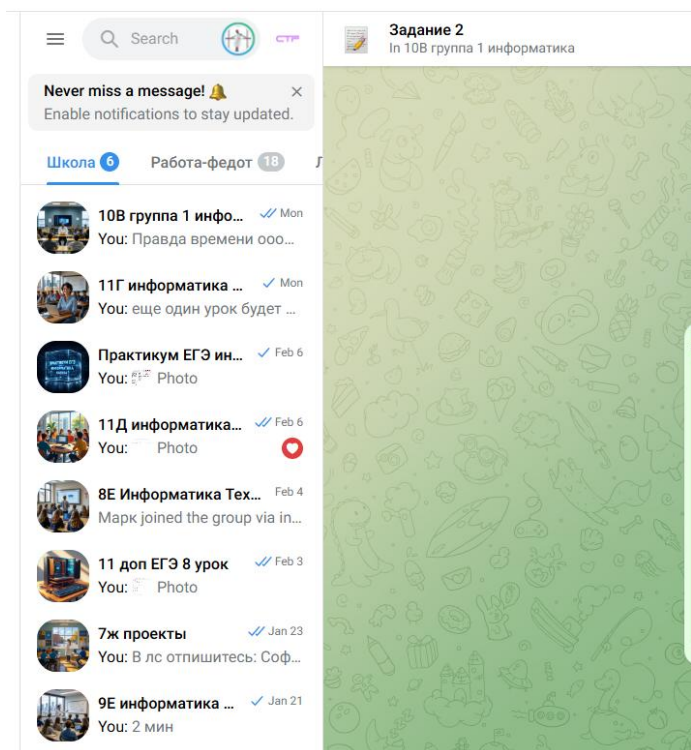 Search
СТР
Never miss a message! 🔔
Enable notifications to stay updated.
Школа 6
Работа-федот 18
10В группа 1 инфо... Mon
You: Правда времени ооо...
11Г информатика ... Mon
You: еще один урок будет ...
Практикум ЕГЭ ин... Feb 6
You: Photo
11Д информатика... Feb 6
You: Photo
8Е Информатика Тех... Feb 4
Марк joined the group via in...
11 доп ЕГЭ 8 урок Feb 3
You: Photo
7ж проекты Jan 23
You: В лс отпишитесь: Соф...
9Е информатика ... Jan 21
You: 2 мин
Задание 2
In 10В группа 1 информатика